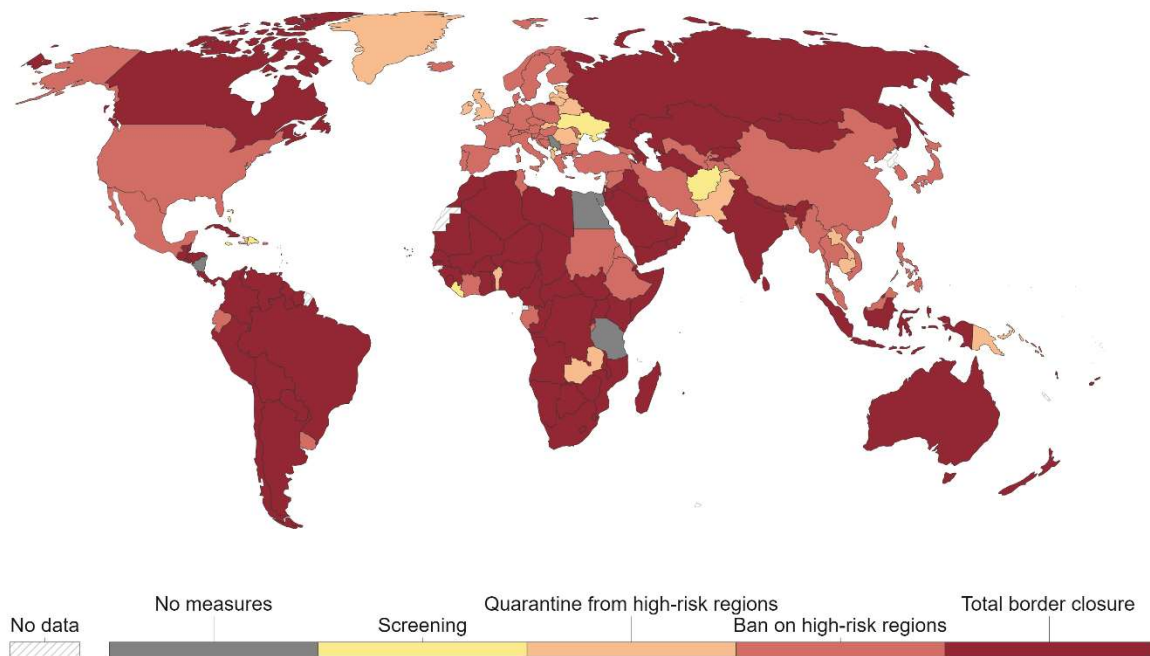 No measures
Quarantine from high-risk regions
Total border closure
No data
Screening
Ban on high-risk regions